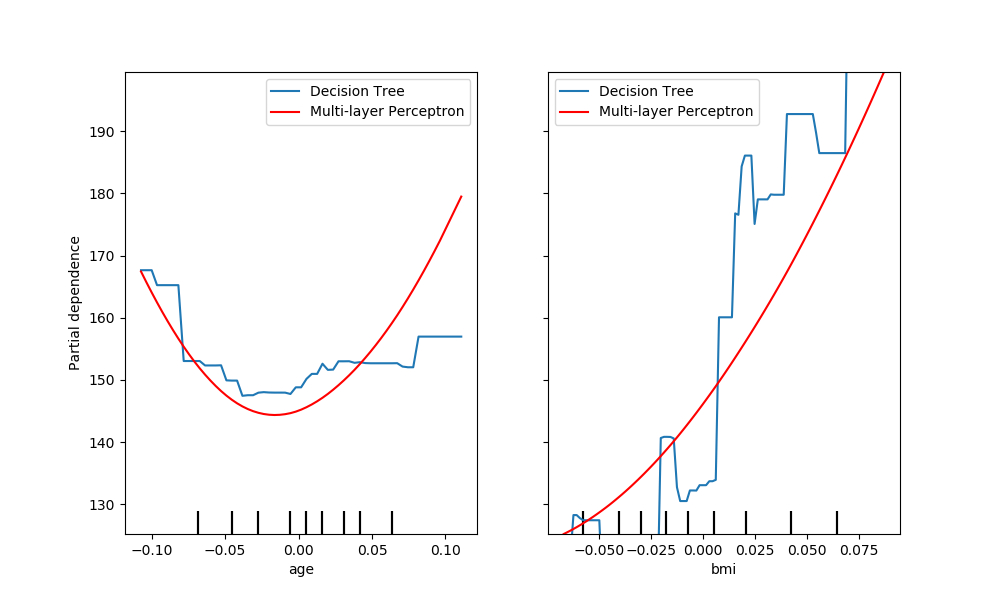 Decision Tree
Multi-layer Perceptron
Decision Tree
Multi-layer Perceptron
190
180
170
160
150
140
130
Partial dependence
−0.10 −0.05 0.00 0.05 0.10
age
−0.050 −0.025 0.000 0.025 0.050 0.075
bmi